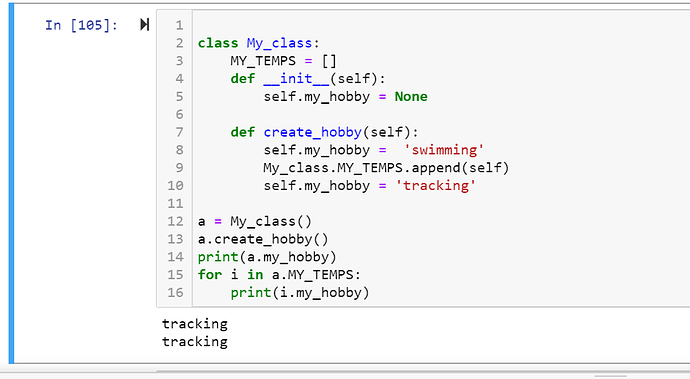 In [105]:
1
2 class My_class:
3     MY_TEMPS = []
4     def __init__(self):
5         self.my_hobby = None
6
7     def create_hobby(self):
8         self.my_hobby =  'swimming'
9         My_class.MY_TEMPS.append(self)
10         self.my_hobby = 'tracking'
11
12 a = My_class()
13 a.create_hobby()
14 print(a.my_hobby)
15 for i in a.MY_TEMPS:
16     print(i.my_hobby)
tracking
tracking